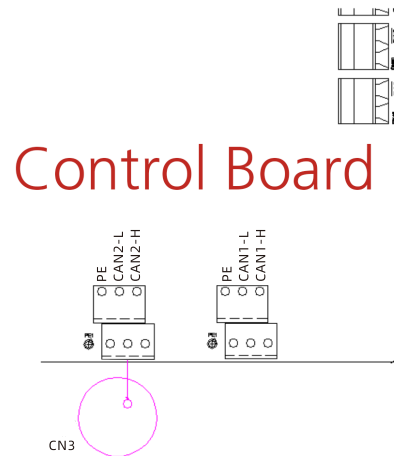 Control Board
PE
CAN2-L
CAN2-H
PE
CAN1-L
CAN1-H
CN3